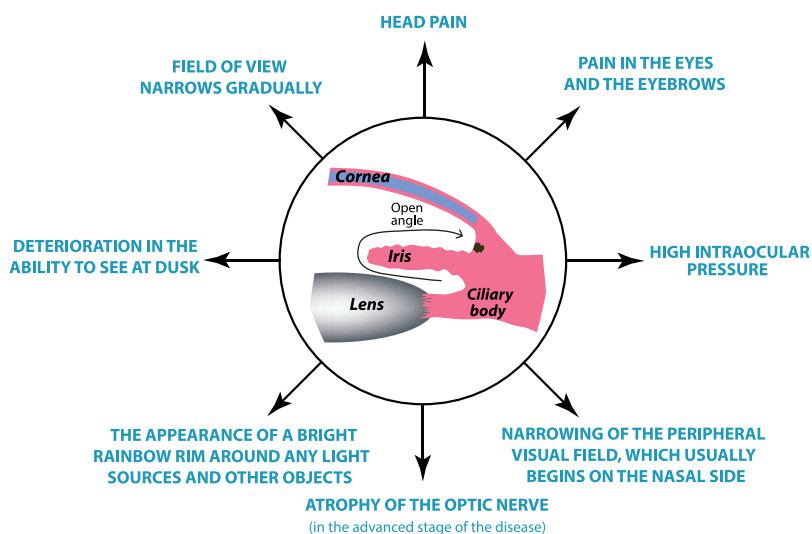 HEAD PAIN
FIELD OF VIEW
NARROWS GRADUALLY
PAIN IN THE EYES
AND THE EYEBROWS
Cornea
Open
angle
Iris
Lens
Ciliary
body
DETERIORATION IN THE
ABILITY TO SEE AT DUSK
HIGH INTRAOCULAR
PRESSURE
THE APPEARANCE OF A BRIGHT
RAINBOW RIM AROUND ANY LIGHT
SOURCES AND OTHER OBJECTS
NARROWING OF THE PERIPHERAL
VISUAL FIELD, WHICH USUALLY
BEGINS ON THE NASAL SIDE
ATROPHY OF THE OPTIC NERVE
(in the advanced stage of the disease)